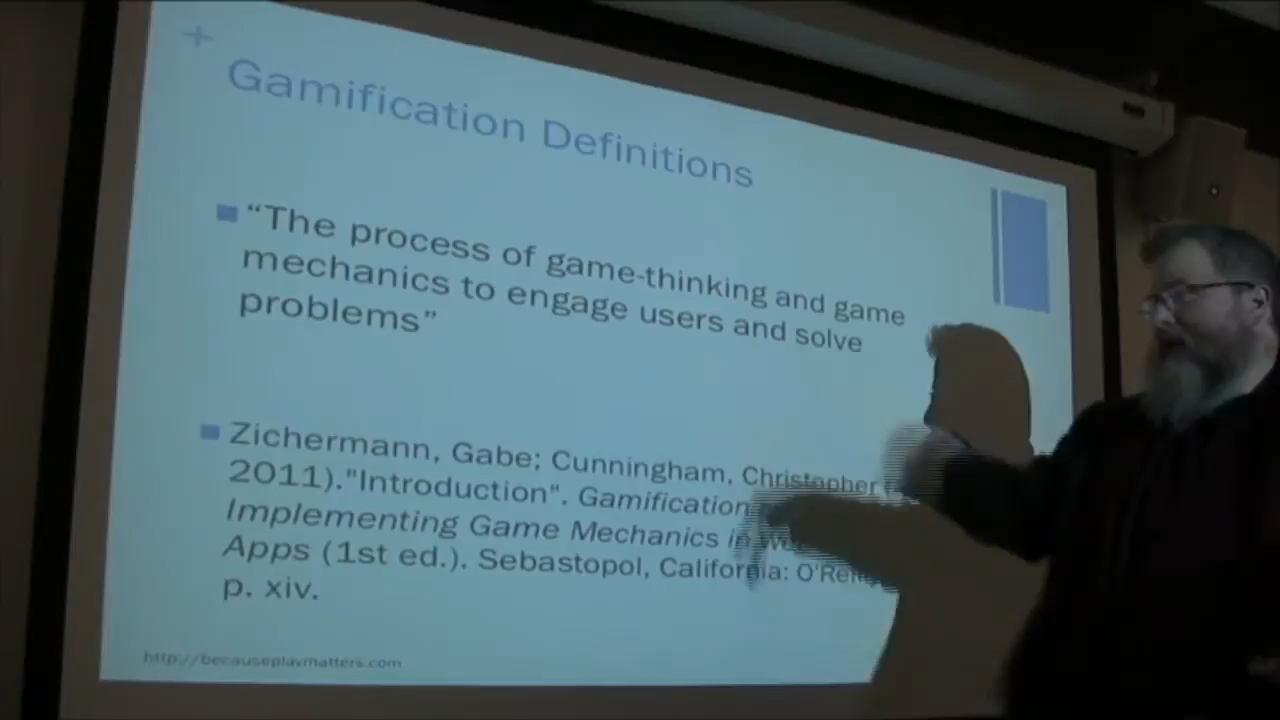 +
Gamification Definitions
“The process of game-thinking and game
mechanics to engage users and solve
problems”
Zichermann, Gabe; Cunningham, Christopher
2011)."Introduction". Gamification
Implementing Game Mechanics in
Apps (1st ed.). Sebastopol, California:
p. xiv.
http://becauseplaymatters.com